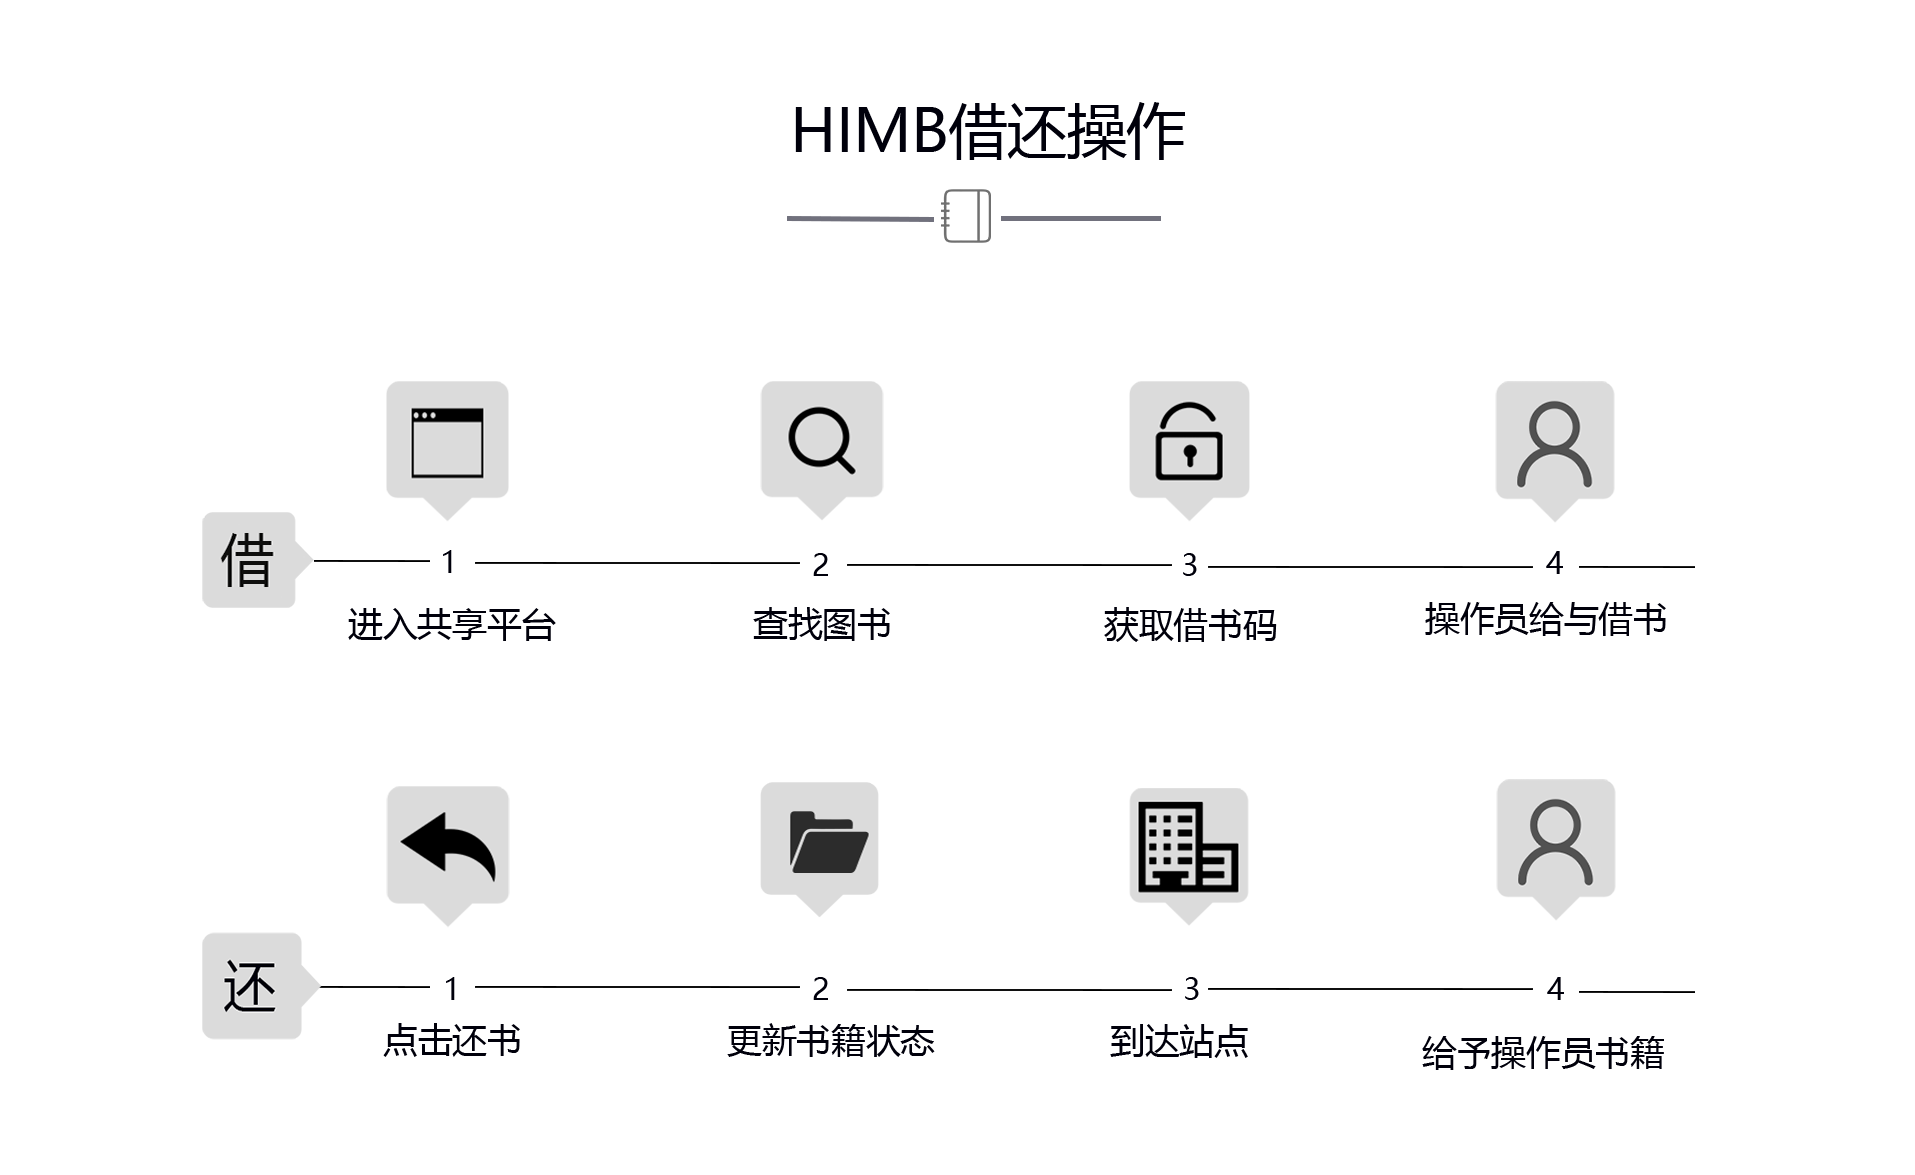 HIMB借还操作
借
1 2 3 4
进入共享平台 查找图书 获取借书码 操作员给与借书
还
1 2 3 4
点击还书 更新书籍状态 到达站点 给予操作员书籍